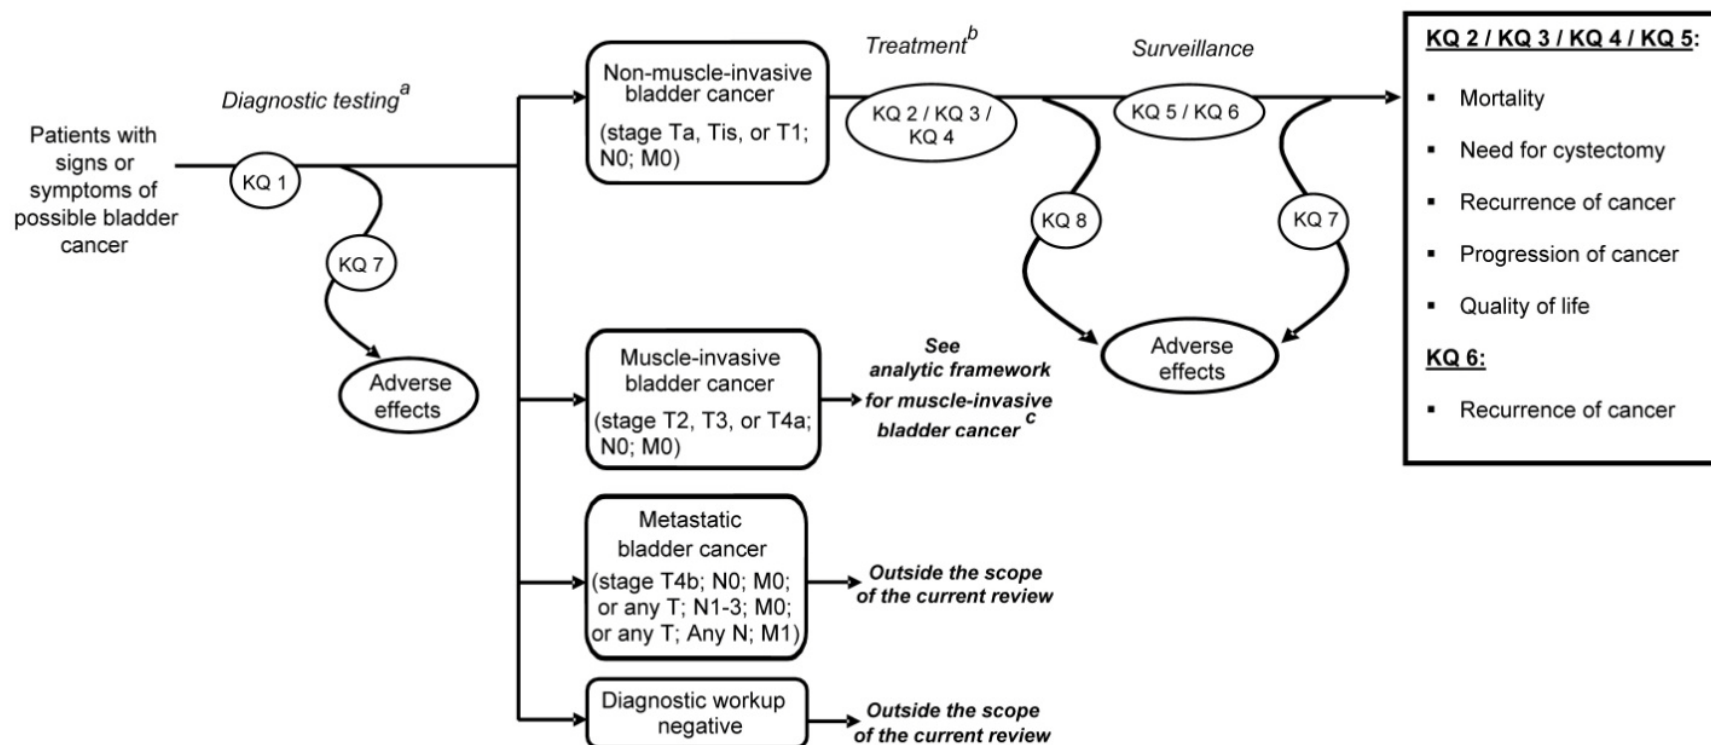 Patients with
signs or
symptoms of
possible bladder
cancer
Diagnostic testing^a
KQ 1
KQ 7
Adverse
effects
Non-muscle-invasive
bladder cancer
(stage Ta, Tis, or T1;
N0; M0)
Treatment^b
KQ 2 / KQ 3 /
KQ 4
Surveillance
KQ 5 / KQ 6
KQ 8
KQ 7
Adverse
effects
Muscle-invasive
bladder cancer
(stage T2, T3, or T4a;
N0; M0)
See
analytic framework
for muscle-invasive
bladder cancer ^c
Metastatic
bladder cancer
(stage T4b; N0; M0;
or any T; N1-3; M0;
or any T; Any N; M1)
Outside the scope
of the current review
Diagnostic workup
negative
Outside the scope
of the current review
KQ 2 / KQ 3 / KQ 4 / KQ 5:
▪ Mortality
▪ Need for cystectomy
▪ Recurrence of cancer
▪ Progression of cancer
▪ Quality of life
KQ 6:
▪ Recurrence of cancer